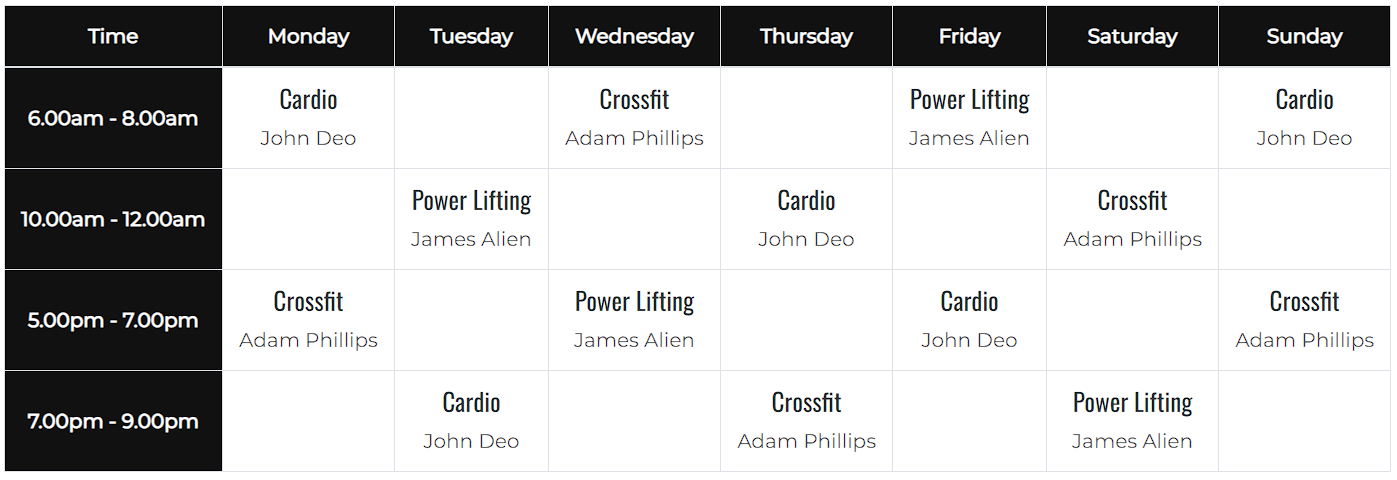 Time Monday Tuesday Wednesday Thursday Friday Saturday Sunday
6.00am - 8.00am
Cardio Crossfit Power Lifting Cardio
John Deo Adam Phillips James Alien John Deo
10.00am - 12.00am
Power Lifting Cardio Crossfit
James Alien John Deo Adam Phillips
5.00pm - 7.00pm
Crossfit Power Lifting Cardio Crossfit
Adam Phillips James Alien John Deo Adam Phillips
7.00pm - 9.00pm
Cardio Crossfit Power Lifting
John Deo Adam Phillips James Alien